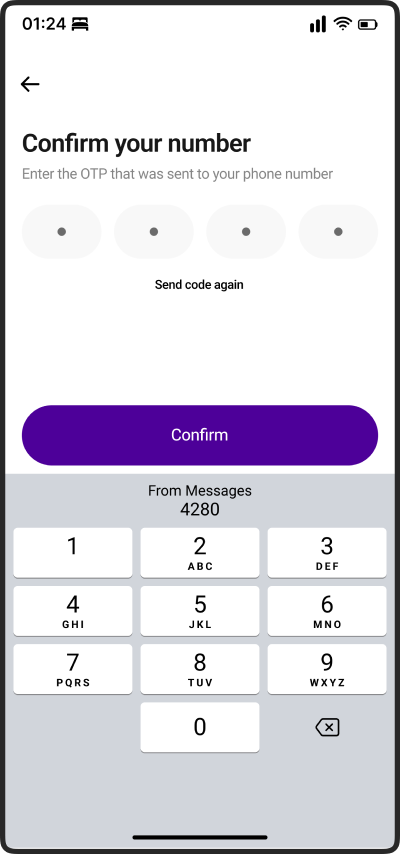 01:24
Confirm your number
Enter the OTP that was sent to your phone number
Send code again
Confirm
From Messages
4280
1
2
ABC
3
DEF
4
GHI
5
JKL
6
MNO
7
PQRS
8
TUV
9
WXYZ
0